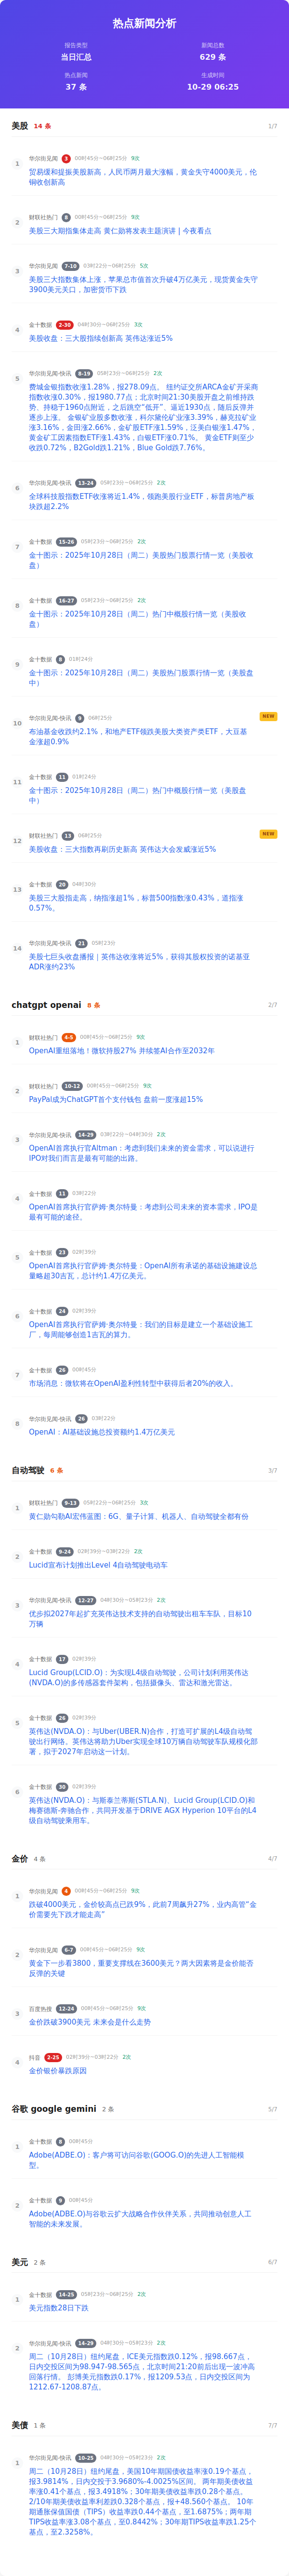 热点新闻分析
报告类型
当日汇总
新闻总数
629 条
热点新闻
37 条
生成时间
10-29 06:25
美股 14 条 1/7
1
华尔街见闻 3 00时45分~06时25分 9次
贸易缓和提振美股新高，人民币两月最大涨幅，黄金失守4000美元，伦
铜收创新高
2
财联社热门 8 00时45分~06时25分 9次
美股三大期指集体走高 黄仁勋将发表主题演讲 | 今夜看点
3
华尔街见闻 7-10 03时22分~06时25分 5次
美股三大指数集体上涨，苹果总市值首次升破4万亿美元，现货黄金失守
3900美元关口，加密货币下跌
4
金十数据 2-30 04时30分~06时25分 3次
美股收盘：三大股指续创新高 英伟达涨近5%
5
华尔街见闻-快讯 8-19 05时23分~06时25分 2次
费城金银指数收涨1.28%，报278.09点。 纽约证交所ARCA金矿开采商
指数收涨0.30%，报1980.77点；北京时间21:30美股开盘之前维持跌
势、持稳于1960点附近，之后跳空“低开”、逼近1930点，随后反弹并
逐步上涨。 金银矿业股多数收涨，科尔黛伦矿业涨3.39%，赫克拉矿业
涨3.16%，金田涨2.66%，金矿股ETF涨1.59%，泛美白银涨1.47%，
黄金矿工因素指数ETF涨1.43%，白银ETF涨0.71%。 黄金ETF则至少
收跌0.72%，B2Gold跌1.21%，Blue Gold跌7.76%。
6
华尔街见闻-快讯 13-24 05时23分~06时25分 2次
全球科技股指数ETF收涨将近1.4%，领跑美股行业ETF，标普房地产板
块跌超2.2%
7
金十数据 15-26 05时23分~06时25分 2次
金十图示：2025年10月28日（周二）美股热门股票行情一览（美股收
盘）
8
金十数据 16-27 05时23分~06时25分 2次
金十图示：2025年10月28日（周二）热门中概股行情一览（美股收
盘）
9
金十数据 8 01时24分
金十图示：2025年10月28日（周二）美股热门股票行情一览（美股盘
中）
10
华尔街见闻-快讯 9 06时25分 NEW
布油基金收跌约2.1%，和地产ETF领跌美股大类资产类ETF，大豆基
金涨超0.9%
11
金十数据 11 01时24分
金十图示：2025年10月28日（周二）热门中概股行情一览（美股盘
中）
12
财联社热门 13 06时25分 NEW
美股收盘：三大指数再刷历史新高 英伟达大会发威涨近5%
13
金十数据 20 04时30分
美股三大股指走高，纳指涨超1%，标普500指数涨0.43%，道指涨
0.57%。
14
华尔街见闻-快讯 21 05时23分
美股七巨头收盘播报｜英伟达收涨将近5%，获得其股权投资的诺基亚
ADR涨约23%
chatgpt openai 8 条 2/7
1
财联社热门 4-5 00时45分~06时25分 9次
OpenAI重组落地！微软持股27% 并续签AI合作至2032年
2
财联社热门 10-12 00时45分~06时25分 9次
PayPal成为ChatGPT首个支付钱包 盘前一度涨超15%
3
华尔街见闻-快讯 14-29 03时22分~04时30分 2次
OpenAI首席执行官Altman：考虑到我们未来的资金需求，可以说进行
IPO对我们而言是最有可能的出路。
4
金十数据 11 03时22分
OpenAI首席执行官萨姆·奥尔特曼：考虑到公司未来的资本需求，IPO是
最有可能的途径。
5
金十数据 23 02时39分
OpenAI首席执行官萨姆·奥尔特曼：OpenAI所有承诺的基础设施建设总
量略超30吉瓦，总计约1.4万亿美元。
6
金十数据 24 02时39分
OpenAI首席执行官萨姆·奥尔特曼：我们的目标是建立一个基础设施工
厂，每周能够创造1吉瓦的算力。
7
金十数据 26 00时45分
市场消息：微软将在OpenAI盈利性转型中获得后者20%的收入。
8
华尔街见闻-快讯 26 03时22分
OpenAI：AI基础设施总投资额约1.4万亿美元
自动驾驶 6 条 3/7
1
财联社热门 9-13 05时22分~06时25分 3次
黄仁勋勾勒AI宏伟蓝图：6G、量子计算、机器人、自动驾驶全都有份
2
金十数据 9-24 02时39分~03时22分 2次
Lucid宣布计划推出Level 4自动驾驶电动车
3
华尔街见闻-快讯 12-27 04时30分~05时23分 2次
优步拟2027年起扩充英伟达技术支持的自动驾驶出租车车队，目标10
万辆
4
金十数据 17 02时39分
Lucid Group(LCID.O)：为实现L4级自动驾驶，公司计划利用英伟达
(NVDA.O)的多传感器套件架构，包括摄像头、雷达和激光雷达。
5
金十数据 26 02时39分
英伟达(NVDA.O)：与Uber(UBER.N)合作，打造可扩展的L4级自动驾
驶出行网络。英伟达将助力Uber实现全球10万辆自动驾驶车队规模化部
署，拟于2027年启动这一计划。
6
金十数据 30 02时39分
英伟达(NVDA.O)：与斯泰兰蒂斯(STLA.N)、Lucid Group(LCID.O)和
梅赛德斯-奔驰合作，共同开发基于DRIVE AGX Hyperion 10平台的L4
级自动驾驶乘用车。
金价 4 条 4/7
1
华尔街见闻 4 00时45分~06时25分 9次
跌破4000美元，金价较高点已跌9%，此前7周飙升27%，业内高管“金
价需要先下跌才能走高”
2
华尔街见闻 6-7 00时45分~06时25分 9次
黄金下一步看3800，重要支撑线在3600美元？两大因素将是金价能否
反弹的关键
3
百度热搜 12-24 00时45分~06时25分 9次
金价跌破3900美元 未来会是什么走势
4
抖音 2-25 02时39分~03时22分 2次
金价银价暴跌原因
谷歌 google gemini 2 条 5/7
1
金十数据 8 00时45分
Adobe(ADBE.O)：客户将可访问谷歌(GOOG.O)的先进人工智能模
型。
2
金十数据 9 00时45分
Adobe(ADBE.O)与谷歌云扩大战略合作伙伴关系，共同推动创意人工
智能的未来发展。
美元 2 条 6/7
1
金十数据 14-25 05时23分~06时25分 2次
美元指数28日下跌
2
华尔街见闻-快讯 14-29 04时30分~05时23分 2次
周二（10月28日）纽约尾盘，ICE美元指数跌0.12%，报98.667点，
日内交投区间为98.947-98.565点，北京时间21:20前后出现一波冲高
回落行情。 彭博美元指数跌0.17%，报1209.53点，日内交投区间为
1212.67-1208.87点。
美债 1 条 7/7
1
华尔街见闻-快讯 10-25 04时30分~05时23分 2次
周二（10月28日）纽约尾盘，美国10年期国债收益率涨0.19个基点，
报3.9814%，日内交投于3.9680%-4.0025%区间。 两年期美债收益
率涨0.41个基点，报3.4918%；30年期美债收益率跌0.28个基点。
2/10年期美债收益率利差跌0.328个基点，报+48.560个基点。 10年
期通胀保值国债（TIPS）收益率跌0.44个基点，至1.6875%；两年期
TIPS收益率涨3.08个基点，至0.8442%；30年期TIPS收益率跌1.25个
基点，至2.3258%。